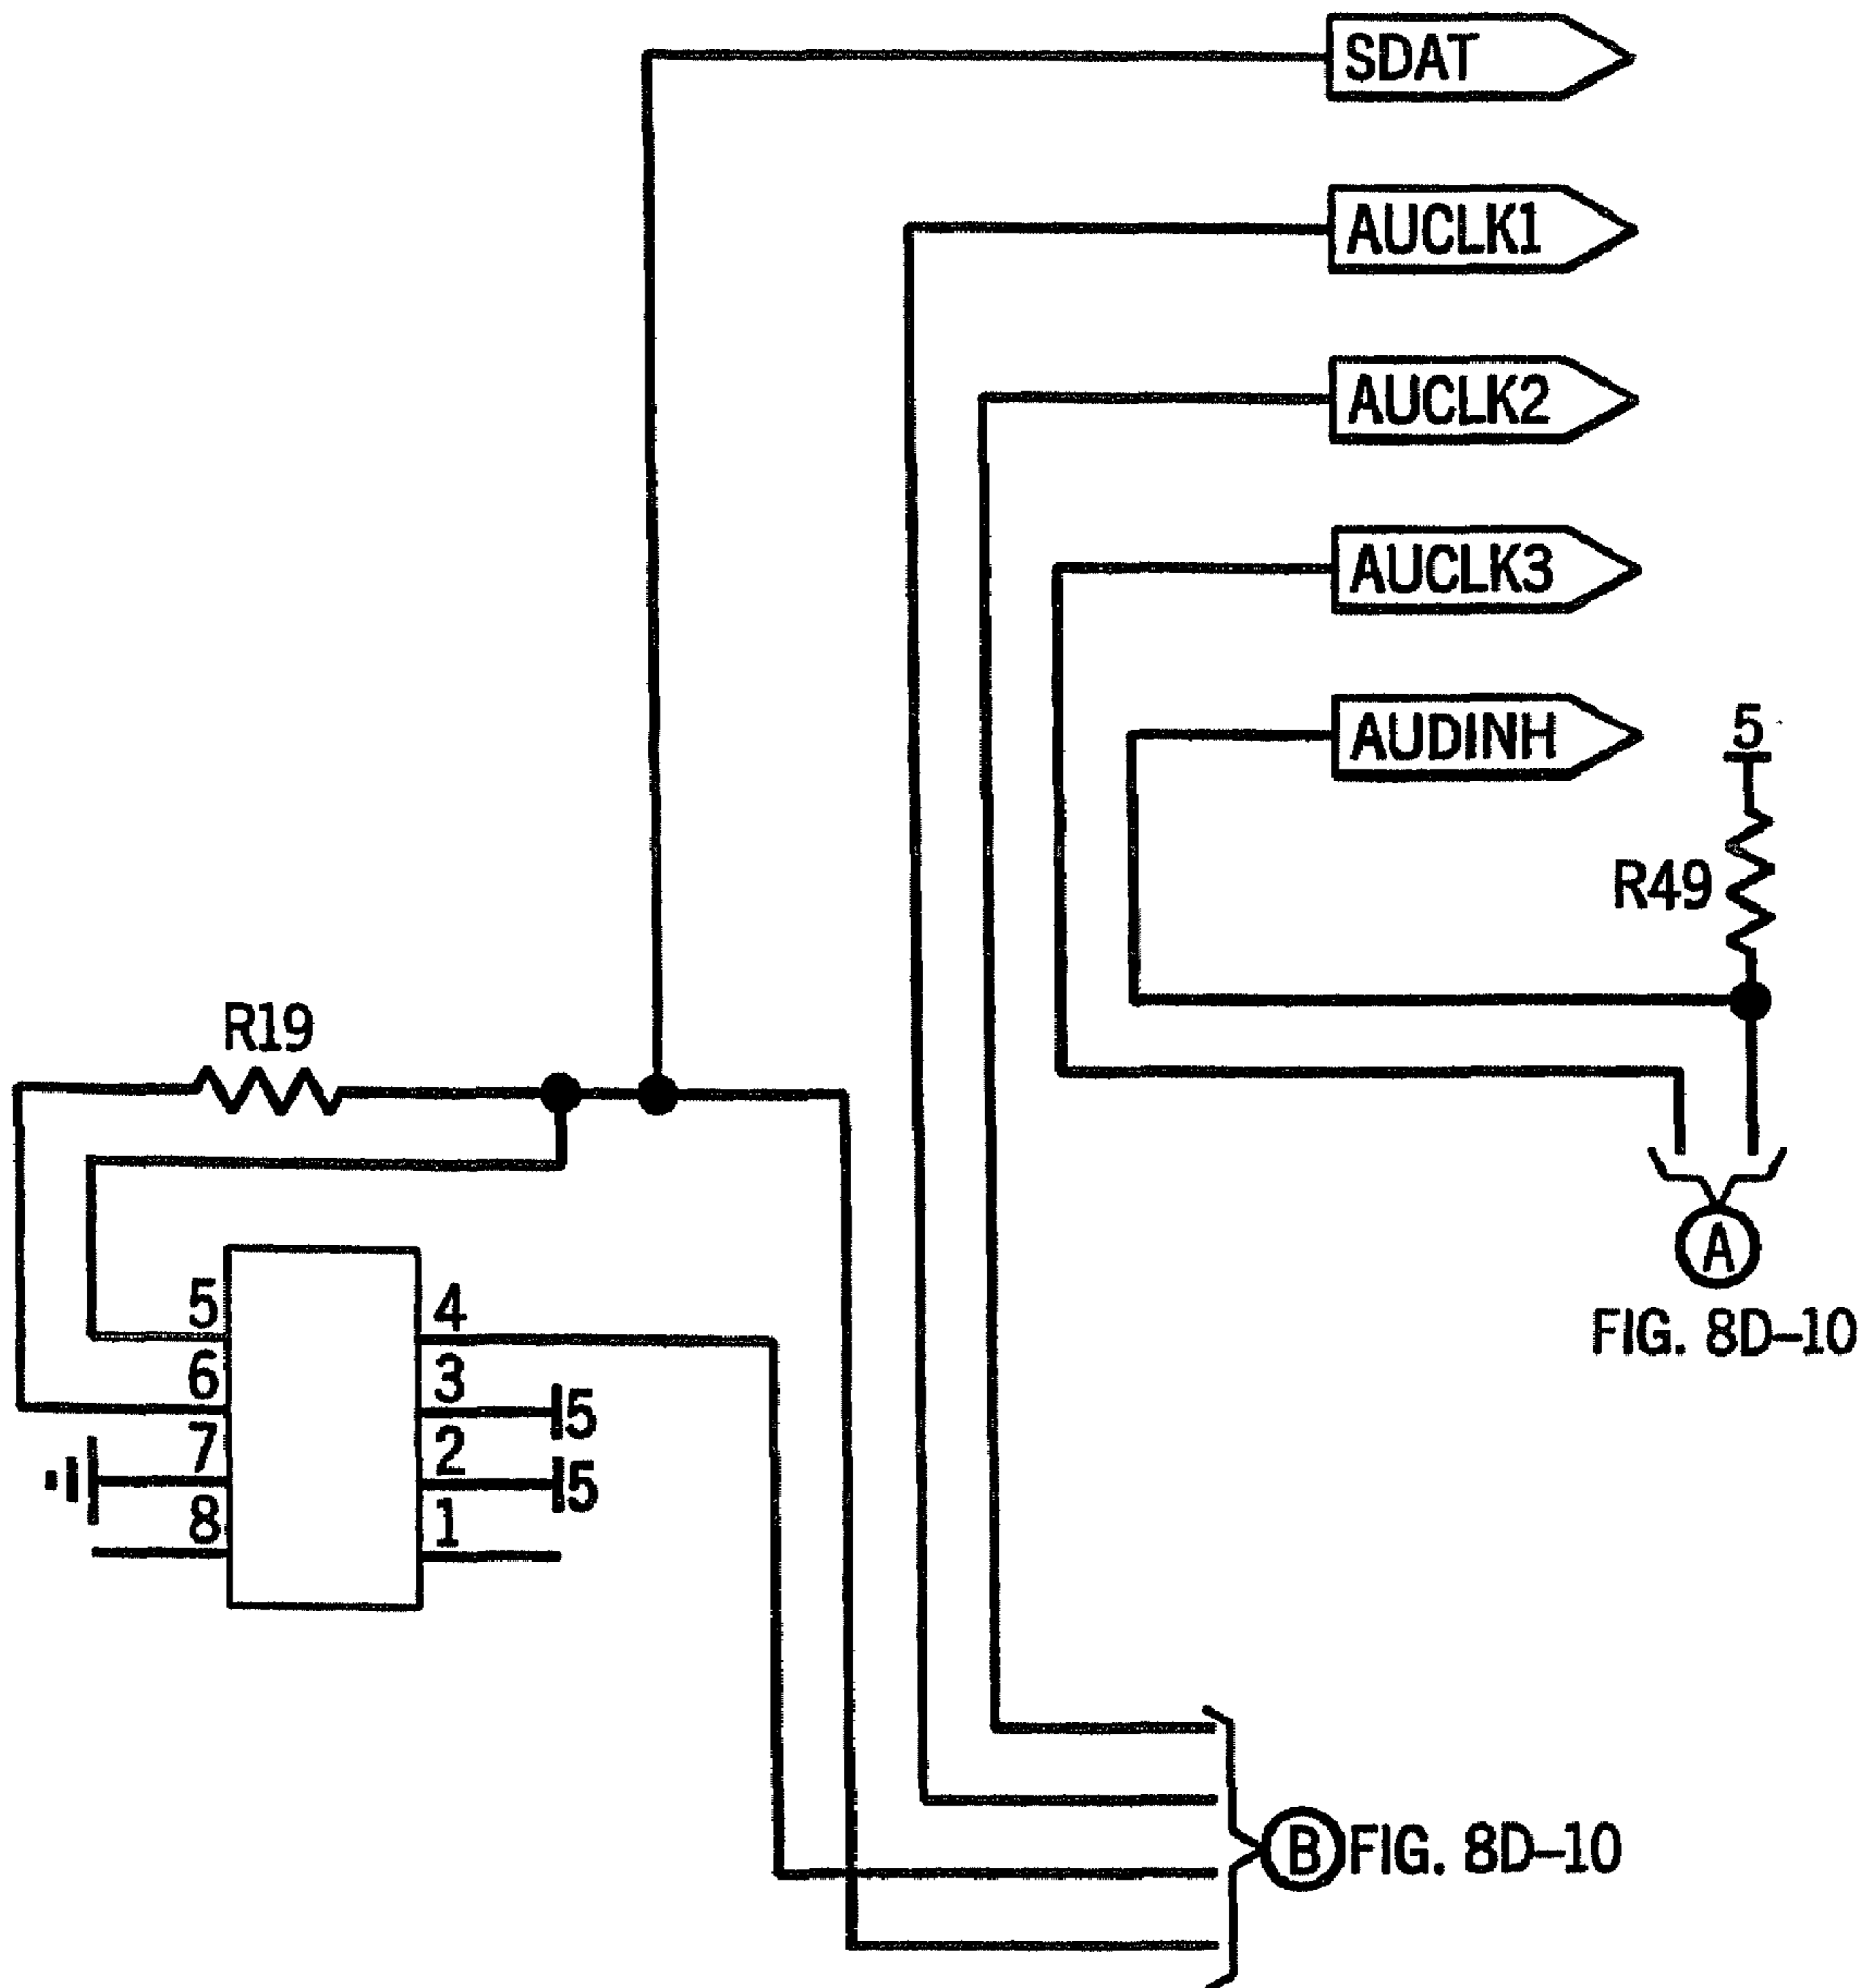 SDAT
AUCLK1
AUCLK2
AUCLK3
AUDINH
5
R49
R19
A
FIG. 8D–10
5
4
6
3
5
7
2
5
8
1
B FIG. 8D–10